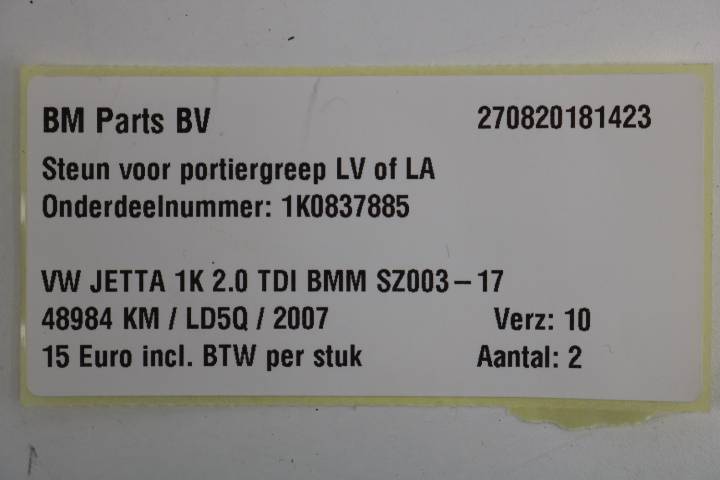 BM Parts BV 270820181423
Steun voor portiergreep LV of LA
Onderdeelnummer: 1K0837885
VW JETTA 1K 2.0 TDI BMM SZ003-17
48984 KM / LD5Q / 2007 Verz: 10
15 Euro incl. BTW per stuk Aantal: 2